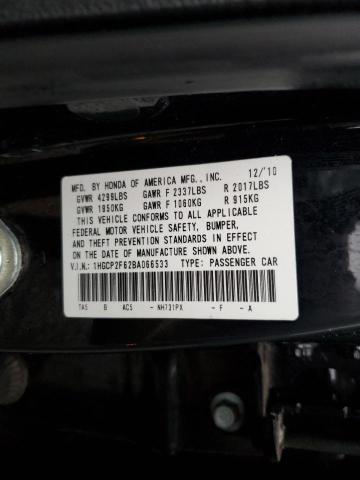 MFD. BY HONDA OF AMERICA MFG., INC. 12/10
GVWR 4299LBS GAWR F 2337LBS R 2017LBS
GVWR 1950KG GAWR F 1060KG R 915KG
THIS VEHICLE CONFORMS TO ALL APPLICABLE
FEDERAL MOTOR VEHICLE SAFETY, BUMPER,
AND THEFT PREVENTION STANDARDS IN EFFECT
ON THE DATE OF MANUFACTURE SHOWN ABOVE.
V.I.N.: 1HGCP2F62BA066533 TYPE: PASSENGER CAR
TA5 B AC5 - NH731PX - F - A